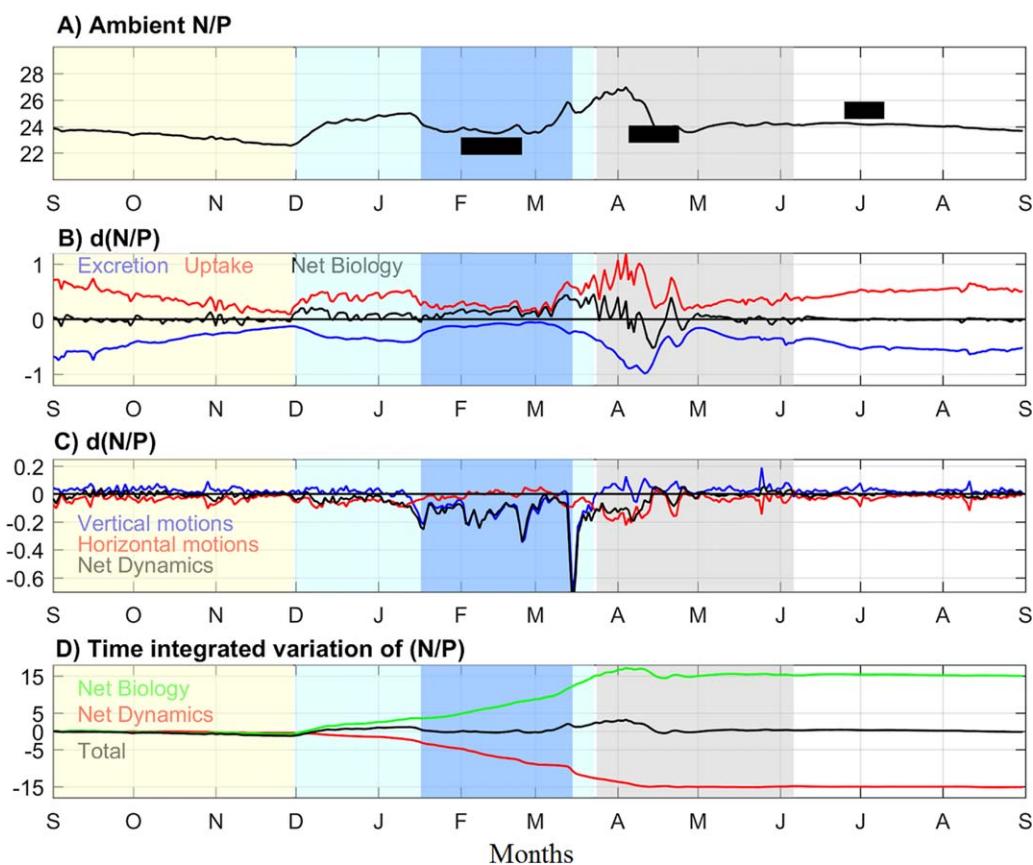 A) Ambient N/P
28
26
24
22
S O N D J F M A M J J A S
B) d(N/P)
Excretion Uptake Net Biology
1
0
-1
S O N D J F M A M J J A S
C) d(N/P)
0.2
0
-0.2
-0.4
-0.6
Vertical motions
Horizontal motions
Net Dynamics
S O N D J F M A M J J A S
D) Time integrated variation of (N/P)
15
5
0
-5
-15
Net Biology
Net Dynamics
Total
S O N D J F M A M J J A S
Months